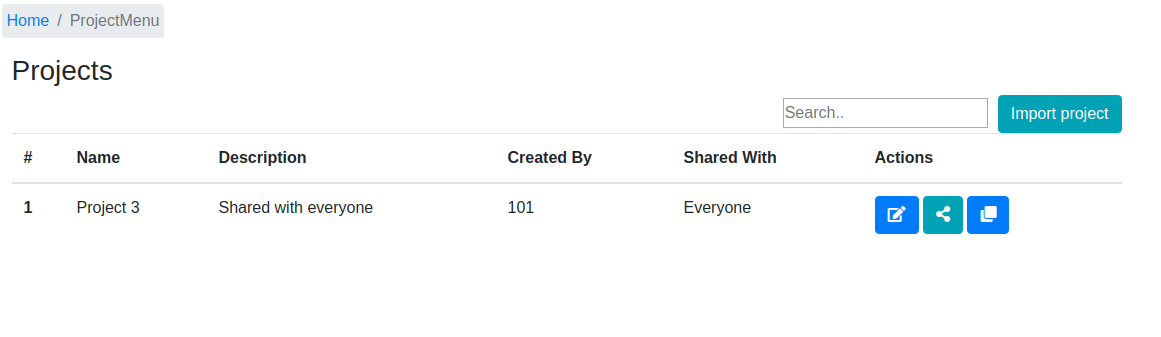 Home / ProjectMenu
Projects
Search.. Import project
# Name Description Created By Shared With Actions
1 Project 3 Shared with everyone 101 Everyone